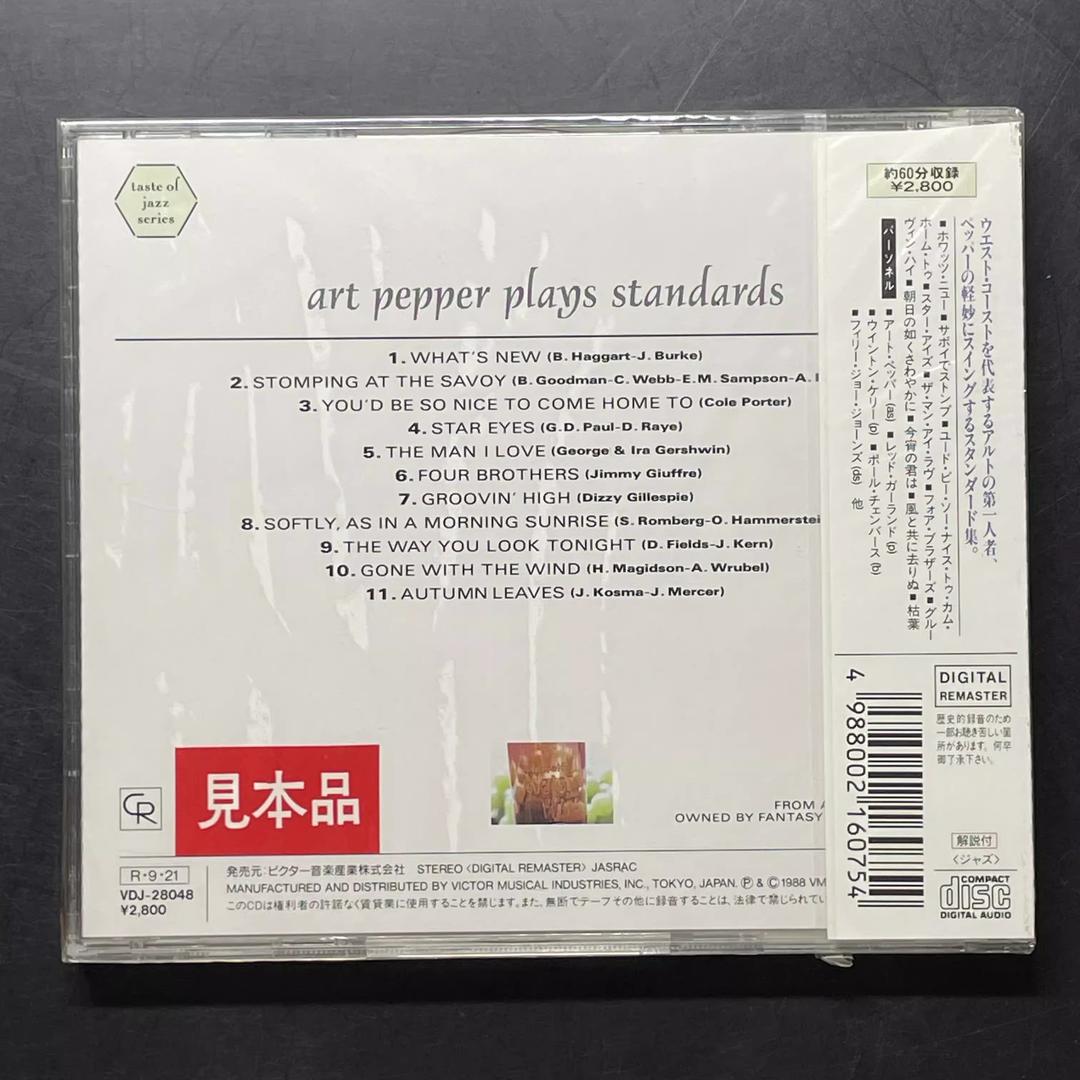 taste of
jazz
series
art pepper plays standards
1. WHAT'S NEW (B. Haggart-J. Burke)
2. STOMPING AT THE SAVOY (B. Goodman-C. Webb-E.M. Sampson-A.
3. YOU'D BE SO NICE TO COME HOME TO (Cole Porter)
4. STAR EYES (G.D. Paul-D. Raye)
5. THE MAN I LOVE (George & Ira Gershwin)
6. FOUR BROTHERS (Jimmy Giuffre)
7. GROOVIN' HIGH (Dizzy Gillespie)
8. SOFTLY, AS IN A MORNING SUNRISE (S. Romberg-O. Hammerstei
9. THE WAY YOU LOOK TONIGHT (D. Fields-J. Kern)
10. GONE WITH THE WIND (H. Magidson-A. Wrubel)
11. AUTUMN LEAVES (J. Kosma-J. Mercer)
CR
見本品
FROM
OWNED BY FANTASY
R・9・21
VDJ-28048
¥2,800
発売元:ビクター音楽産業株式会社 STEREO〈DIGITAL REMASTER〉JASRAC
MANUFACTURED AND DISTRIBUTED BY VICTOR MUSICAL INDUSTRIES, INC., TOKYO, JAPAN. Ⓟ & © 1988 VM
このCDは権利者の許諾なく賃貸業に使用することを禁じます。また、無断でテープその他に録音することは、法律で禁じられてい
約60分収録
¥2,800
ウエスト・コーストを代表するアルトの第一人者、
ペッパーの軽妙にスイングするスタンダード集。
■ホワッツ・ニュー■サボイでストンプ■ユード・ビー・ソー・ナイス・トゥ・カム・
ホーム・トゥ■スター・アイズ■ザ・マン・アイ・ラヴ■フォア・ブラザーズ■グルー
ヴィン・ハイ■朝日の如くさわやかに■今宵の君は■風と共に去りぬ■枯葉
パーソネル
■アート・ペッパー(as)■レッド・ガーランド(p)
■ウイントン・ケリー(p)■ポール・チェンバース(b)
■フィリー・ジョー・ジョーンズ(ds) 他
DIGITAL
REMASTER
歴史的録音のため
一部お聴き苦しい箇
所があります。何卒
御了承下さい。
4 988002 160754
解説付
〈ジャズ〉
COMPACT
disc
DIGITAL AUDIO